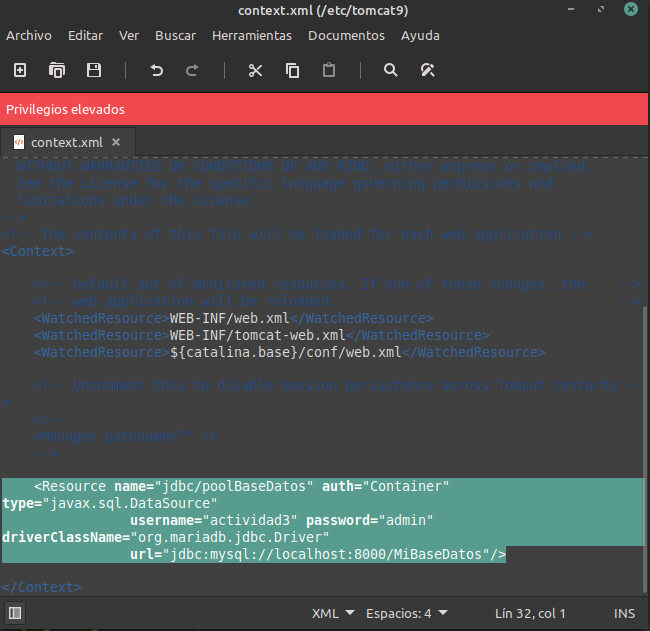 context.xml (/etc/tomcat9)
Archivo Editar Ver Buscar Herramientas Documentos Ayuda
Privilegios elevados
context.xml
WITHOUT WARRANTIES OR CONDITIONS OF ANY KIND, either express or implied.
See the License for the specific language governing permissions and
limitations under the License.
>
<!-- The contents of this file will be loaded for each web application -->
<Context>
<!-- Default set of monitored resources. If one of these changes, the -->
<! web application will be reloaded. >
<WatchedResource>WEB-INF/web.xml</WatchedResource>
<WatchedResource>WEB-INF/tomcat-web.xml</WatchedResource>
<WatchedResource>${catalina.base}/conf/web.xml</WatchedResource>
<! Uncomment this to disable session persistence across Tomcat restarts
>
<!
<Manager pathname="" />
>
<Resource name="jdbc/poolBaseDatos" auth="Container"
type="javax.sql.DataSource"
username="actividad3" password="admin"
driverClassName="org.mariadb.jdbc.Driver"
url="jdbc:mysql://localhost:8000/MiBaseDatos"/>
</Context>
XML Espacios: 4 Lín 32, col 1 INS